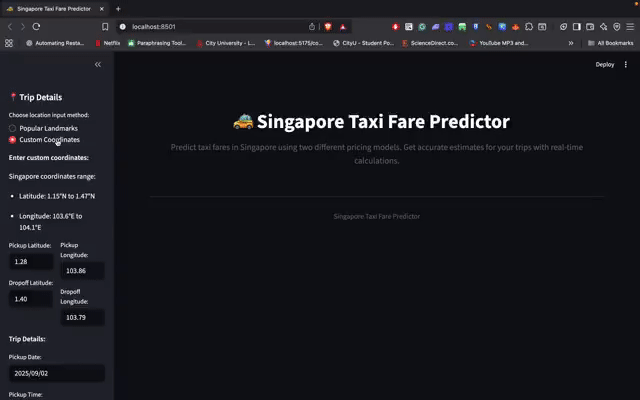 Singapore Taxi Fare Predictor
localhost:8501
Automating Resta...
Netflix
Paraphrasing Tool...
City University - L...
localhost:5175/co...
CityU - Student Po...
ScienceDirect.co...
YouTube MP3 and...
All Bookmarks
Deploy
Trip Details
Choose location input method:
Popular Landmarks
Custom Coordinates
Enter custom coordinates:
Singapore coordinates range:
Latitude: 1.15°N to 1.47°N
Longitude: 103.6°E to
104.1°E
Pickup Latitude:
1.28
Pickup
Longitude:
103.86
Dropoff Latitude:
1.40
Dropoff
Longitude:
103.79
Trip Details:
Pickup Date:
2025/09/02
Pickup Time:
Singapore Taxi Fare Predictor
Predict taxi fares in Singapore using two different pricing models. Get accurate estimates for your trips with real-time
calculations.
Singapore Taxi Fare Predictor